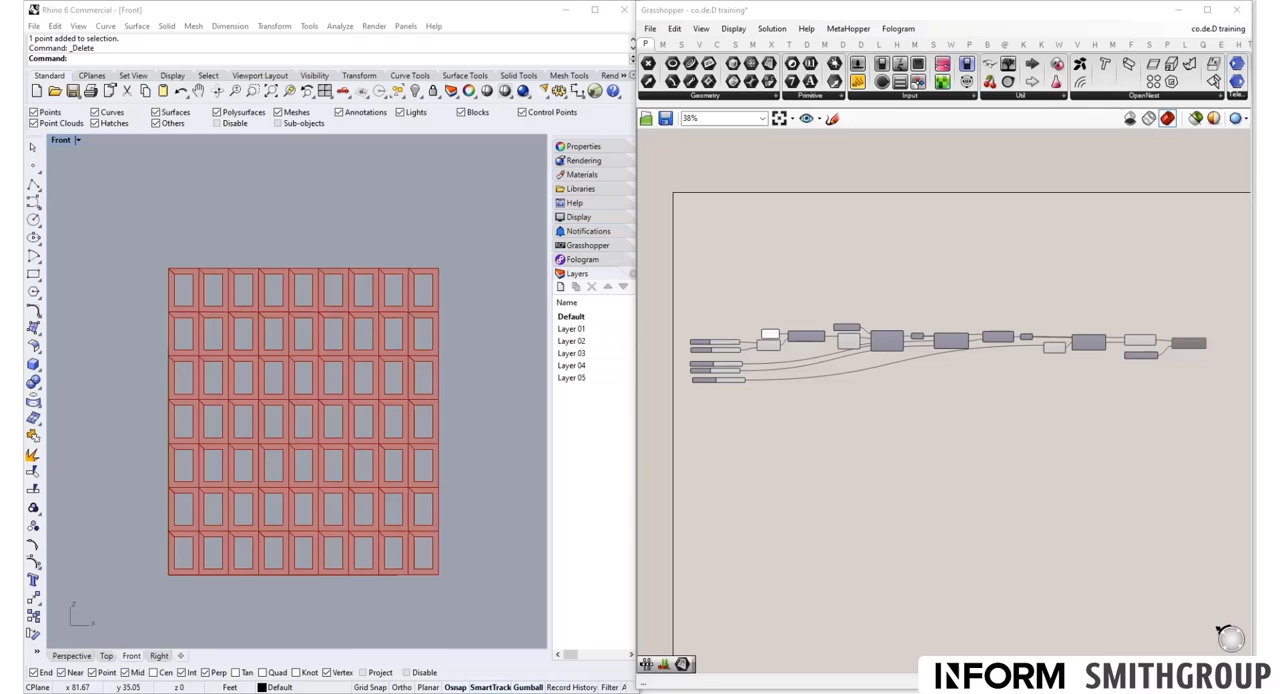 Rhino 6 Commercial - [Front]
File Edit View Curve Surface Solid Mesh Dimension Transform Tools Analyze Render Panels Help
1 point added to selection.
Command: _Delete
Command:
Standard CPlanes Set View Display Select Viewport Layout Visibility Transform Curve Tools Surface Tools Solid Tools Mesh Tools Rend »
Points Curves Surfaces Polysurfaces Meshes Annotations Lights Blocks Control Points
Point Clouds Hatches Others Disable Sub-objects
Front
Properties
Rendering
Materials
Libraries
Help
Display
Notifications
Grasshopper
Fologram
Layers
Name
Default
Layer 01
Layer 02
Layer 03
Layer 04
Layer 05
z
x
Perspective Top Front Right
End Near Point Mid Cen Int Perp Tan Quad Knot Vertex Project Disable
CPlane x 81.67 y 35.05 z 0 Feet Default Grid Snap Ortho Planar Osnap SmartTrack Gumball Record History Filter
Grasshopper - co.de.D training*
File Edit View Display Solution Help MetaHopper Fologram co.de.D training
P M S V C S M X T D M A D D L H M S W P B @ A C K W V M F S L Q E H T
Geometry Primitive Input Util OpenNest Tele...
38%
INFORM SMITHGROUP